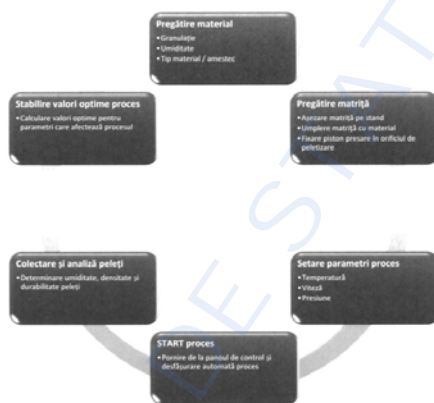 Pregătire material
•Granulație
•Umiditate
•Tip material / amestec
Stabilire valori optime proces
•Calculare valori optime pentru
parametri care afectează procesul
Pregătire matriță
•Așezare matriță pe stand
•Umplere matriță cu material
•Fixare piston presare în orificiul de
peletizare
Colectare și analiză peleți
•Determinare umiditate, densitate și
durabilitate peleți
Setare parametri proces
•Temperatură
•Viteză
•Presiune
START proces
•Pornire de la panoul de control și
desfășurare automată proces